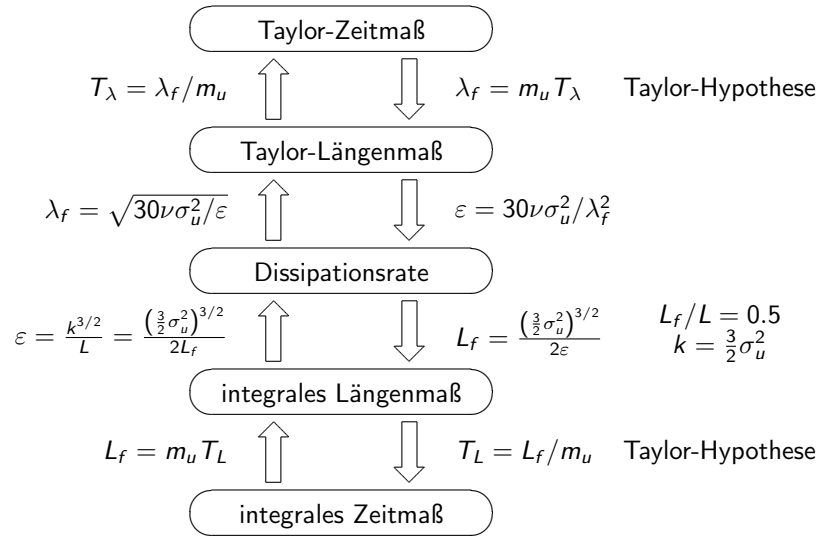 Taylor-Zeitmaß
T_λ = λ_f/m_u   λ_f = m_u T_λ   Taylor-Hypothese
Taylor-Längenmaß
λ_f = √(30νσ_u²/ε)   ε = 30νσ_u²/λ_f²
Dissipationsrate
ε = k^{3/2}/L = (3/2 σ_u²)^{3/2}/2L_f   L_f = (3/2 σ_u²)^{3/2}/2ε   L_f/L = 0.5
k = 3/2 σ_u²
integrales Längenmaß
L_f = m_u T_L   T_L = L_f/m_u   Taylor-Hypothese
integrales Zeitmaß